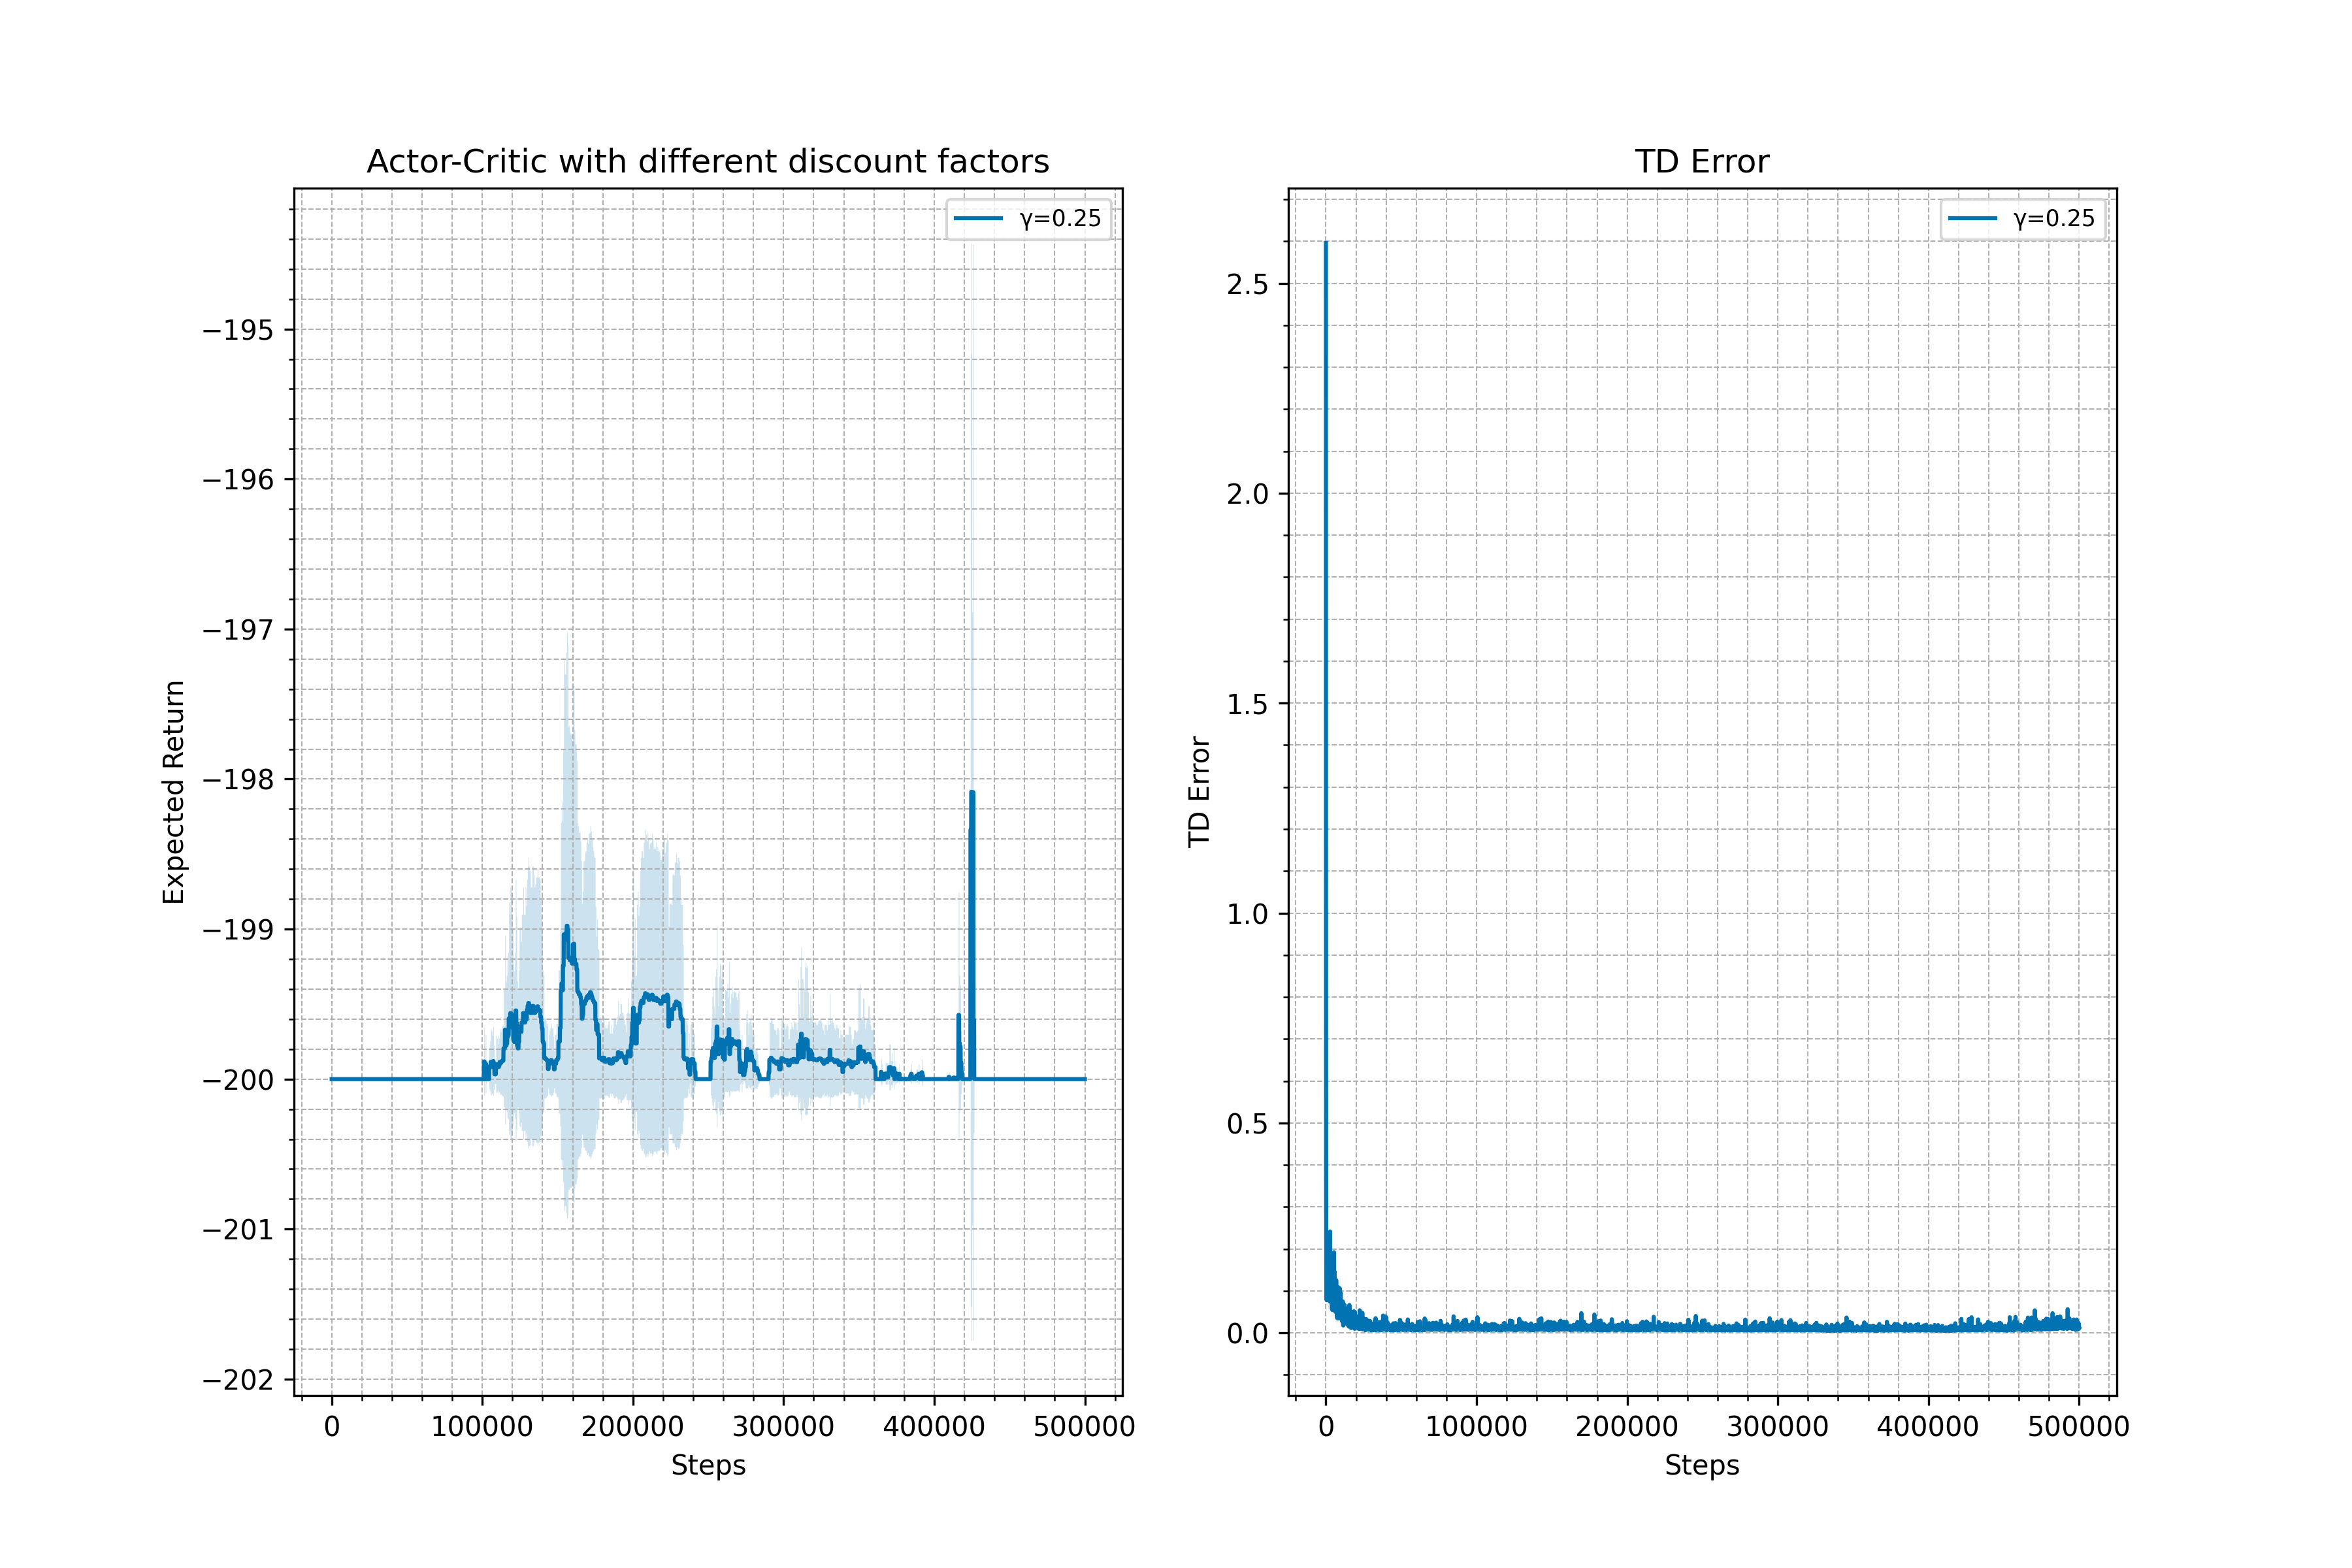 Actor-Critic with different discount factors
γ=0.25
Expected Return
−195
−196
−197
−198
−199
−200
−201
−202
0 100000 200000 300000 400000 500000
Steps
TD Error
γ=0.25
TD Error
2.5
2.0
1.5
1.0
0.5
0.0
0 100000 200000 300000 400000 500000
Steps